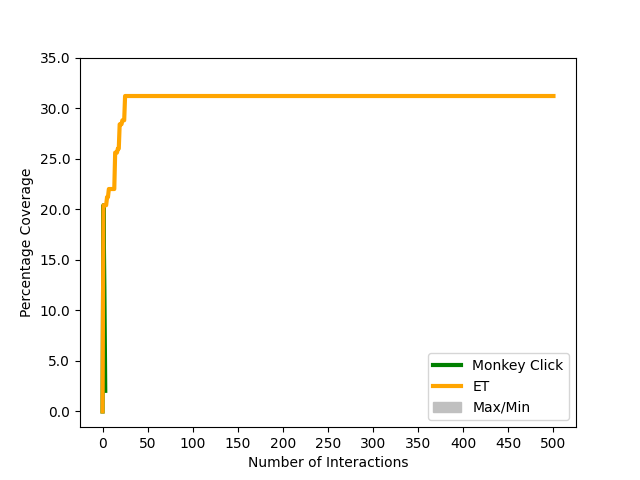 35.0
30.0
25.0
20.0
15.0
10.0
5.0
0.0
Percentage Coverage
Monkey Click
ET
Max/Min
0 50 100 150 200 250 300 350 400 450 500
Number of Interactions